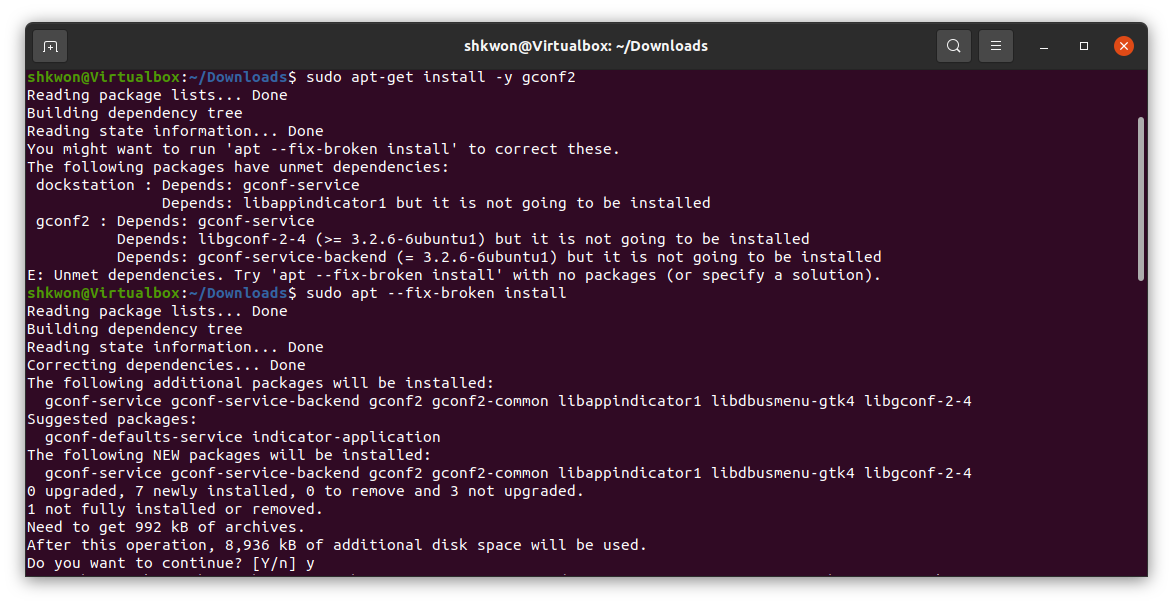 shkwon@Virtualbox: ~/Downloads
shkwon@Virtualbox:~/Downloads$ sudo apt-get install -y gconf2
Reading package lists... Done
Building dependency tree
Reading state information... Done
You might want to run 'apt --fix-broken install' to correct these.
The following packages have unmet dependencies:
 dockstation : Depends: gconf-service
               Depends: libappindicator1 but it is not going to be installed
 gconf2 : Depends: gconf-service
          Depends: libgconf-2-4 (>= 3.2.6-6ubuntu1) but it is not going to be installed
          Depends: gconf-service-backend (= 3.2.6-6ubuntu1) but it is not going to be installed
E: Unmet dependencies. Try 'apt --fix-broken install' with no packages (or specify a solution).
shkwon@Virtualbox:~/Downloads$ sudo apt --fix-broken install
Reading package lists... Done
Building dependency tree
Reading state information... Done
Correcting dependencies... Done
The following additional packages will be installed:
  gconf-service gconf-service-backend gconf2 gconf2-common libappindicator1 libdbusmenu-gtk4 libgconf-2-4
Suggested packages:
  gconf-defaults-service indicator-application
The following NEW packages will be installed:
  gconf-service gconf-service-backend gconf2 gconf2-common libappindicator1 libdbusmenu-gtk4 libgconf-2-4
0 upgraded, 7 newly installed, 0 to remove and 3 not upgraded.
1 not fully installed or removed.
Need to get 992 kB of archives.
After this operation, 8,936 kB of additional disk space will be used.
Do you want to continue? [Y/n] y